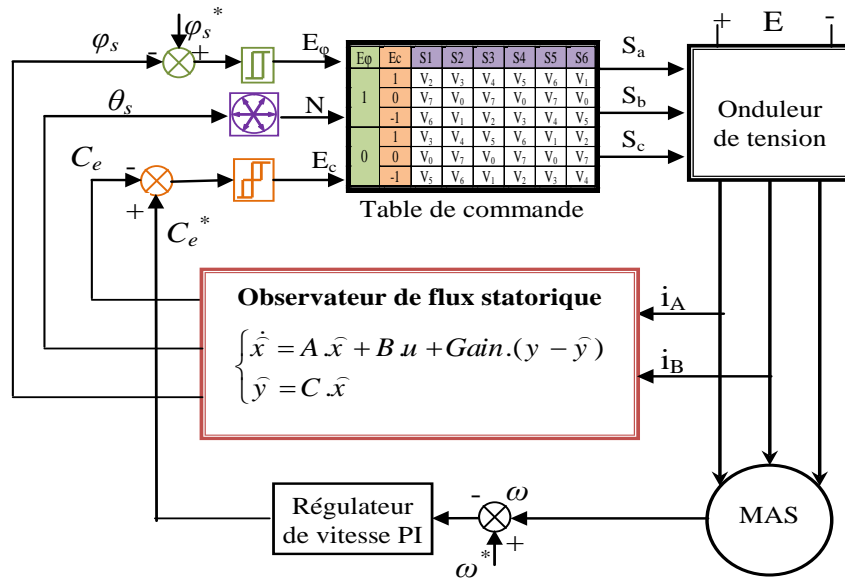 φs
φs*
-
+
Eφ
θs
N
Ce
-
+
Ec
Ce*
Eφ Ec S1 S2 S3 S4 S5 S6
1 1 V2 V3 V4 V5 V6 V1
0 V7 V0 V7 V0 V7 V0
-1 V6 V1 V2 V3 V4 V5
0 1 V3 V4 V5 V6 V1 V2
0 V0 V7 V0 V7 V0 V7
-1 V5 V6 V1 V2 V3 V4
Table de commande
Sa
Sb
Sc
+ E -
Onduleur
de tension
Observateur de flux statorique
{ẋ̂ = A.x̂ + B.u + Gain.(y − ŷ)
ŷ = C.x̂
iA
iB
Régulateur
de vitesse PI
-
ω
+
ω*
MAS